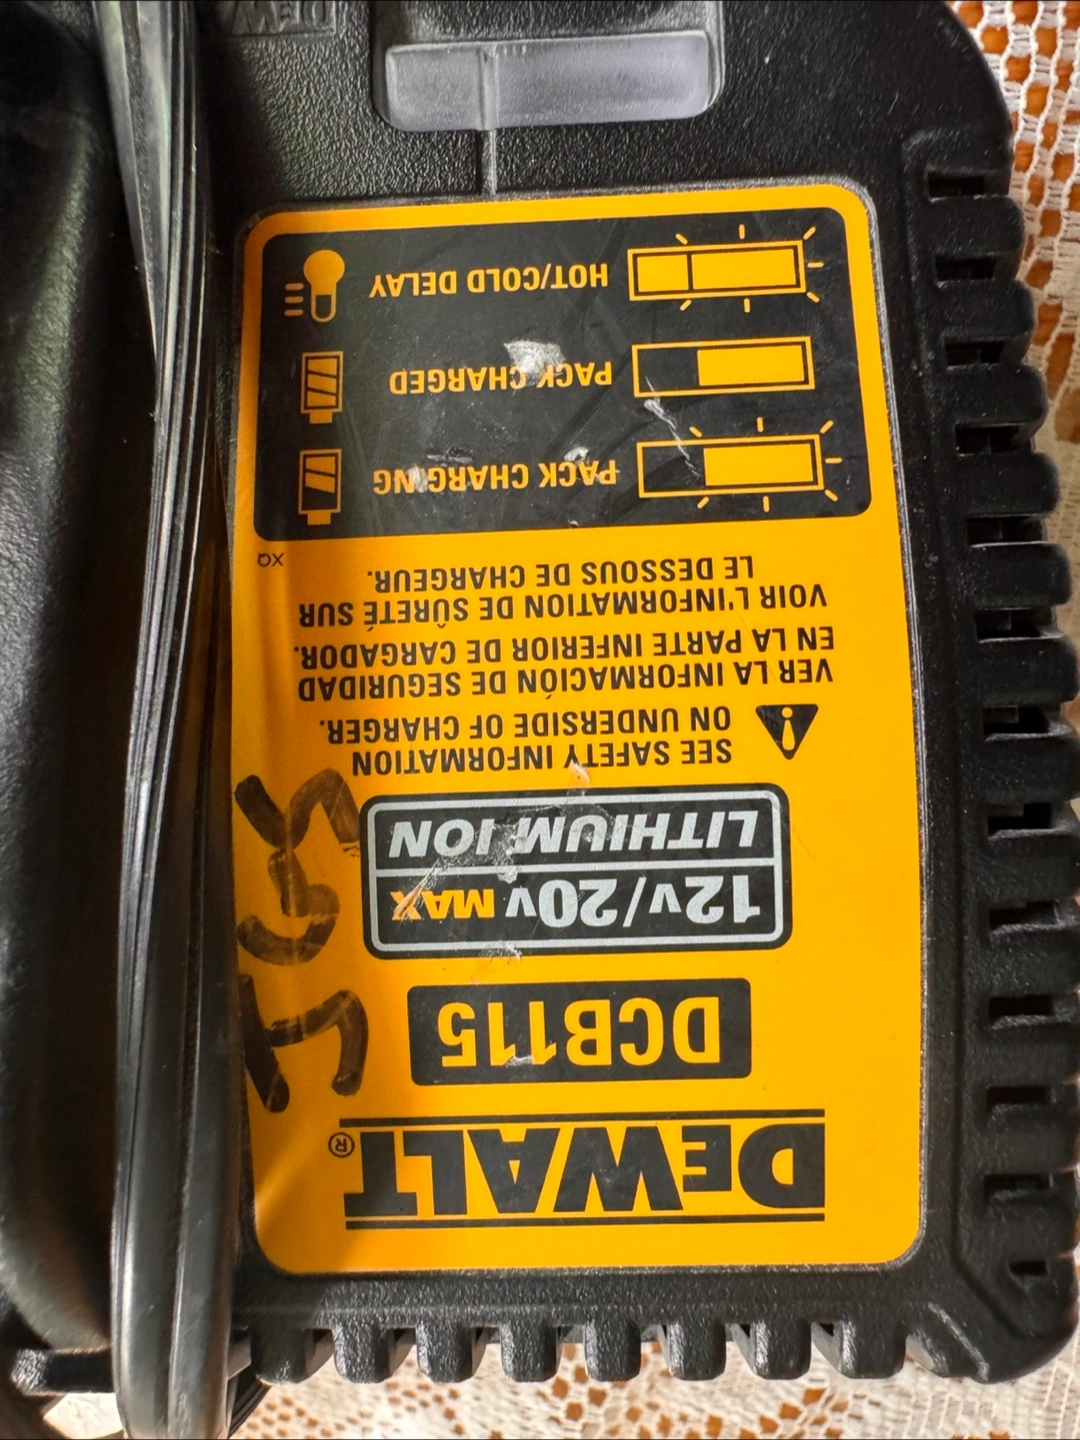 DEWALT®
DCB115
12v/20v MAX
LITHIUM ION
SEE SAFETY INFORMATION
ON UNDERSIDE OF CHARGER.
VER LA INFORMACIÓN DE SEGURIDAD
EN LA PARTE INFERIOR DE CARGADOR.
VOIR L'INFORMATION DE SÛRETÉ SUR
LE DESSOUS DE CHARGEUR.
XQ
PACK CHARGING
PACK CHARGED
HOT/COLD DELAY